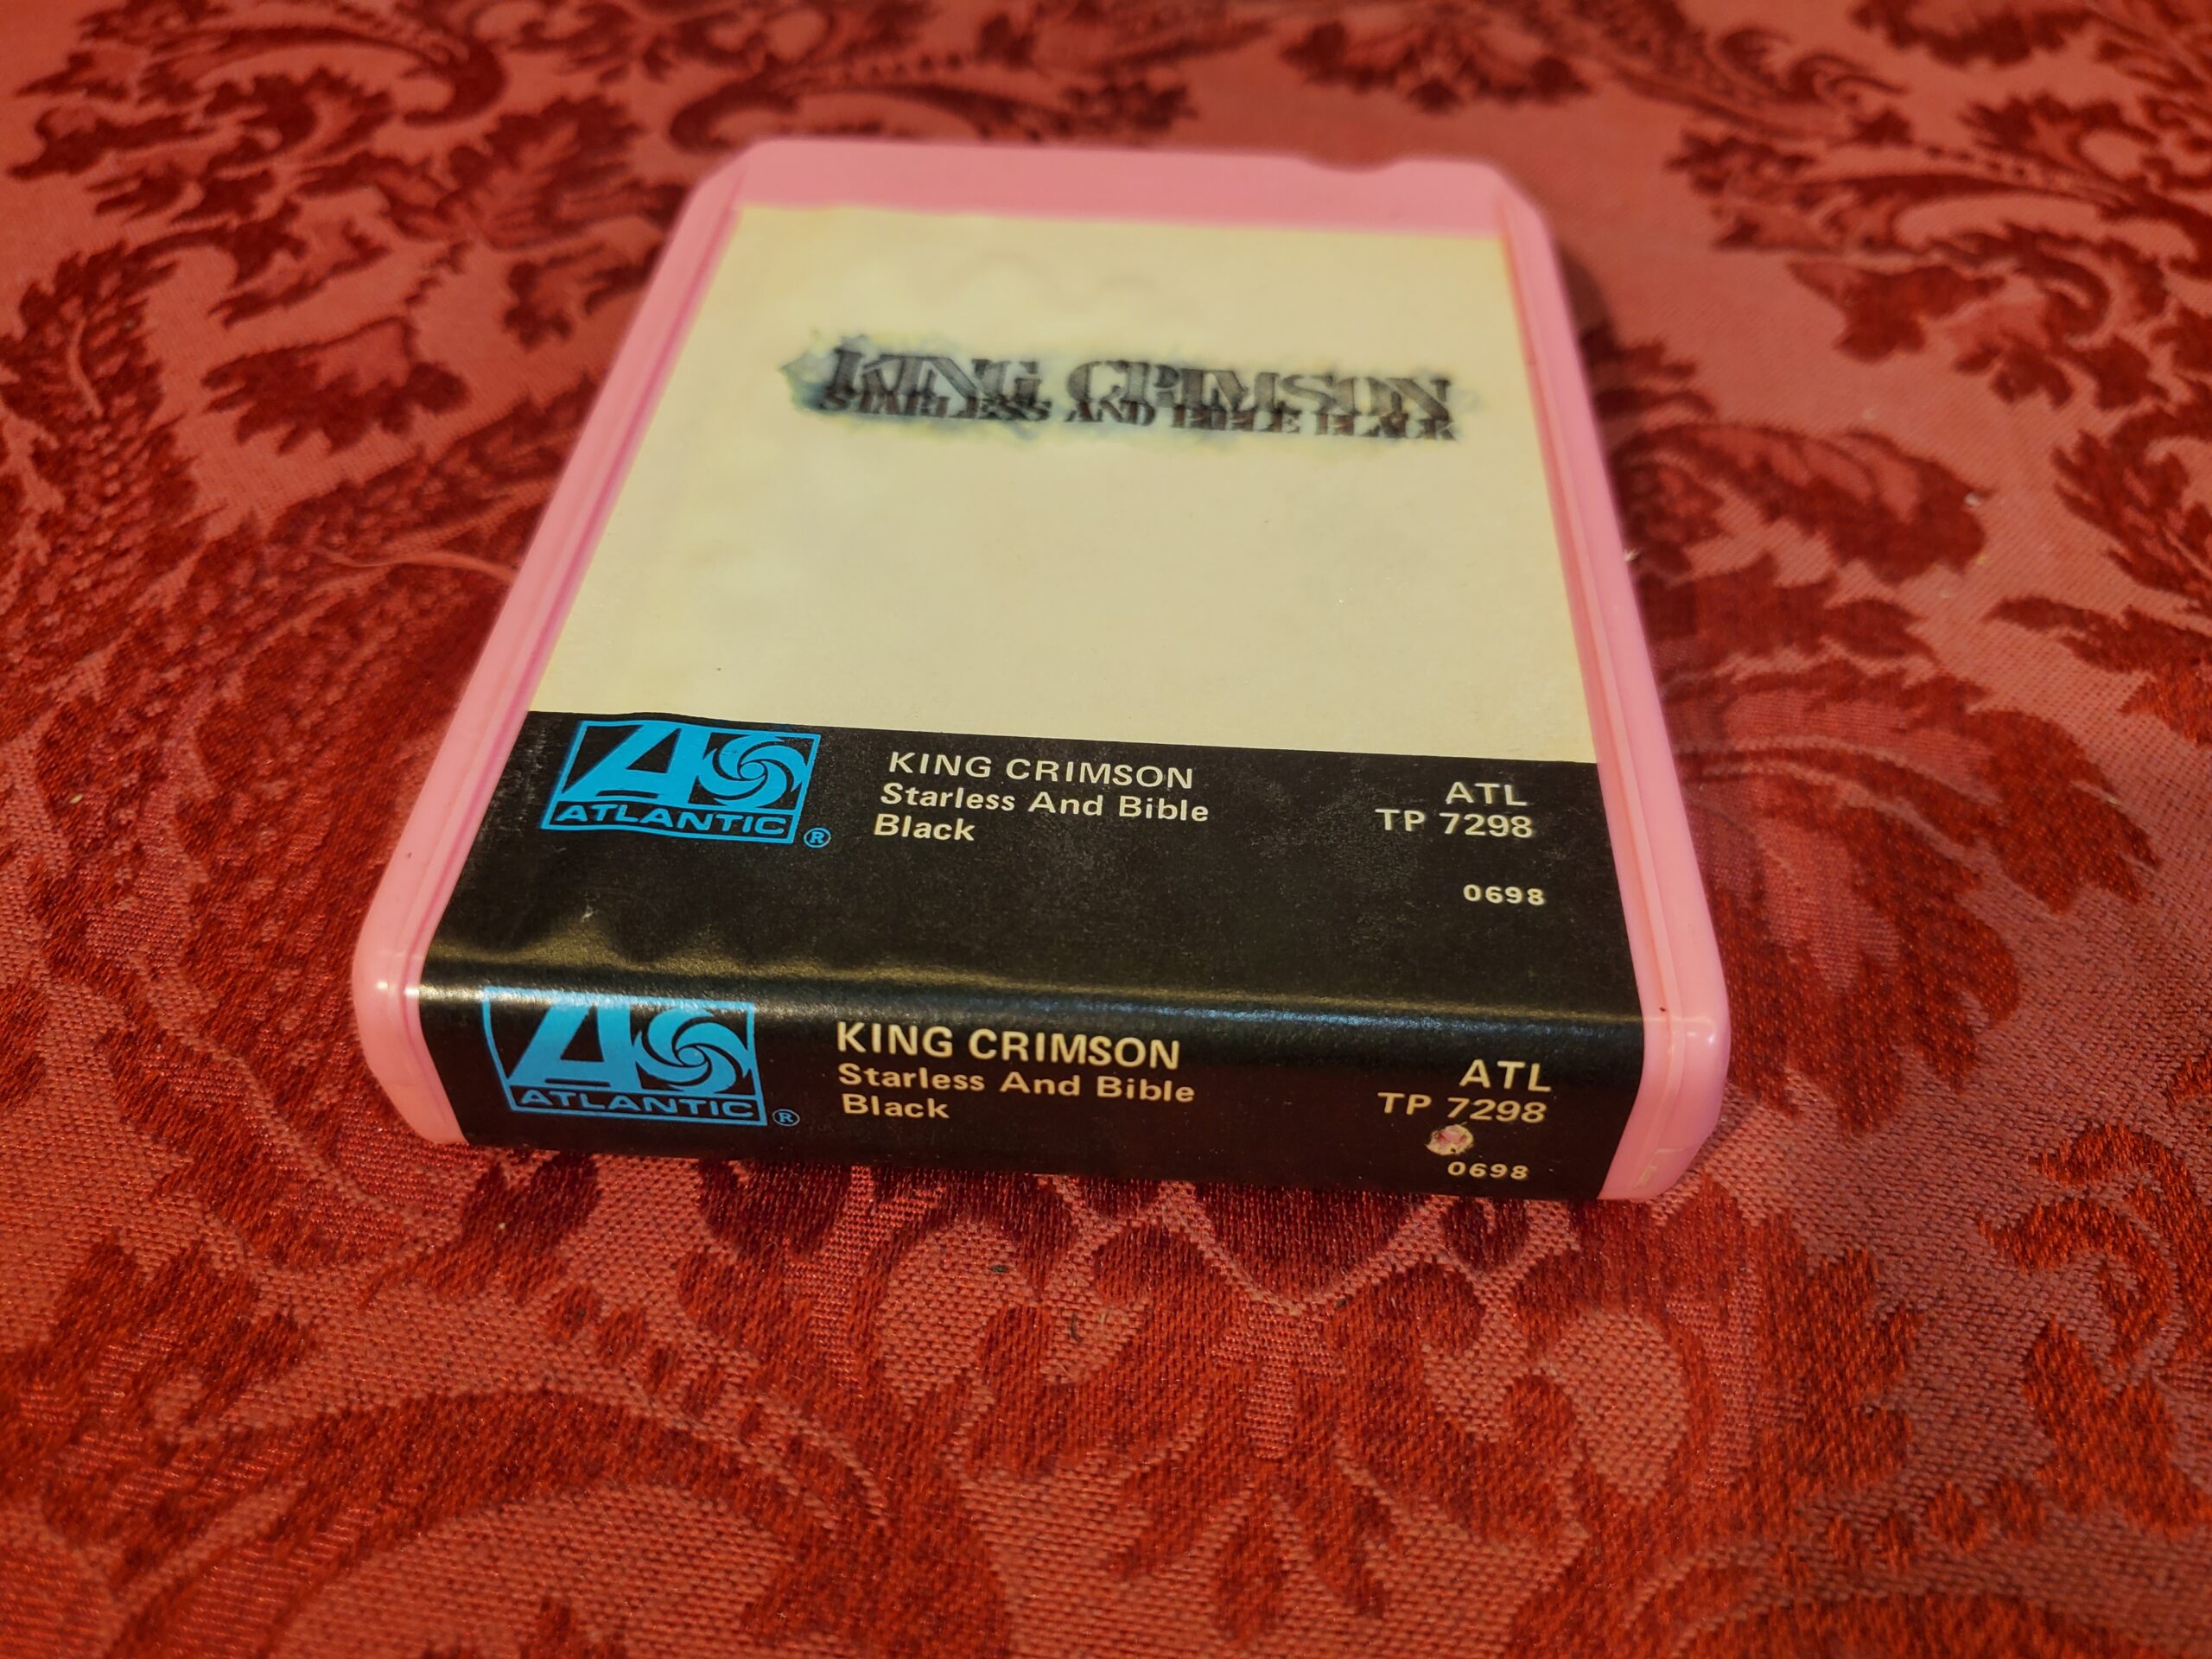 KING CRIMSON
STARLESS AND BIBLE BLACK
ATLANTIC ®
KING CRIMSON
Starless And Bible
Black
ATL
TP 7298
0698
ATLANTIC ®
KING CRIMSON
Starless And Bible
Black
ATL
TP 7298
0698